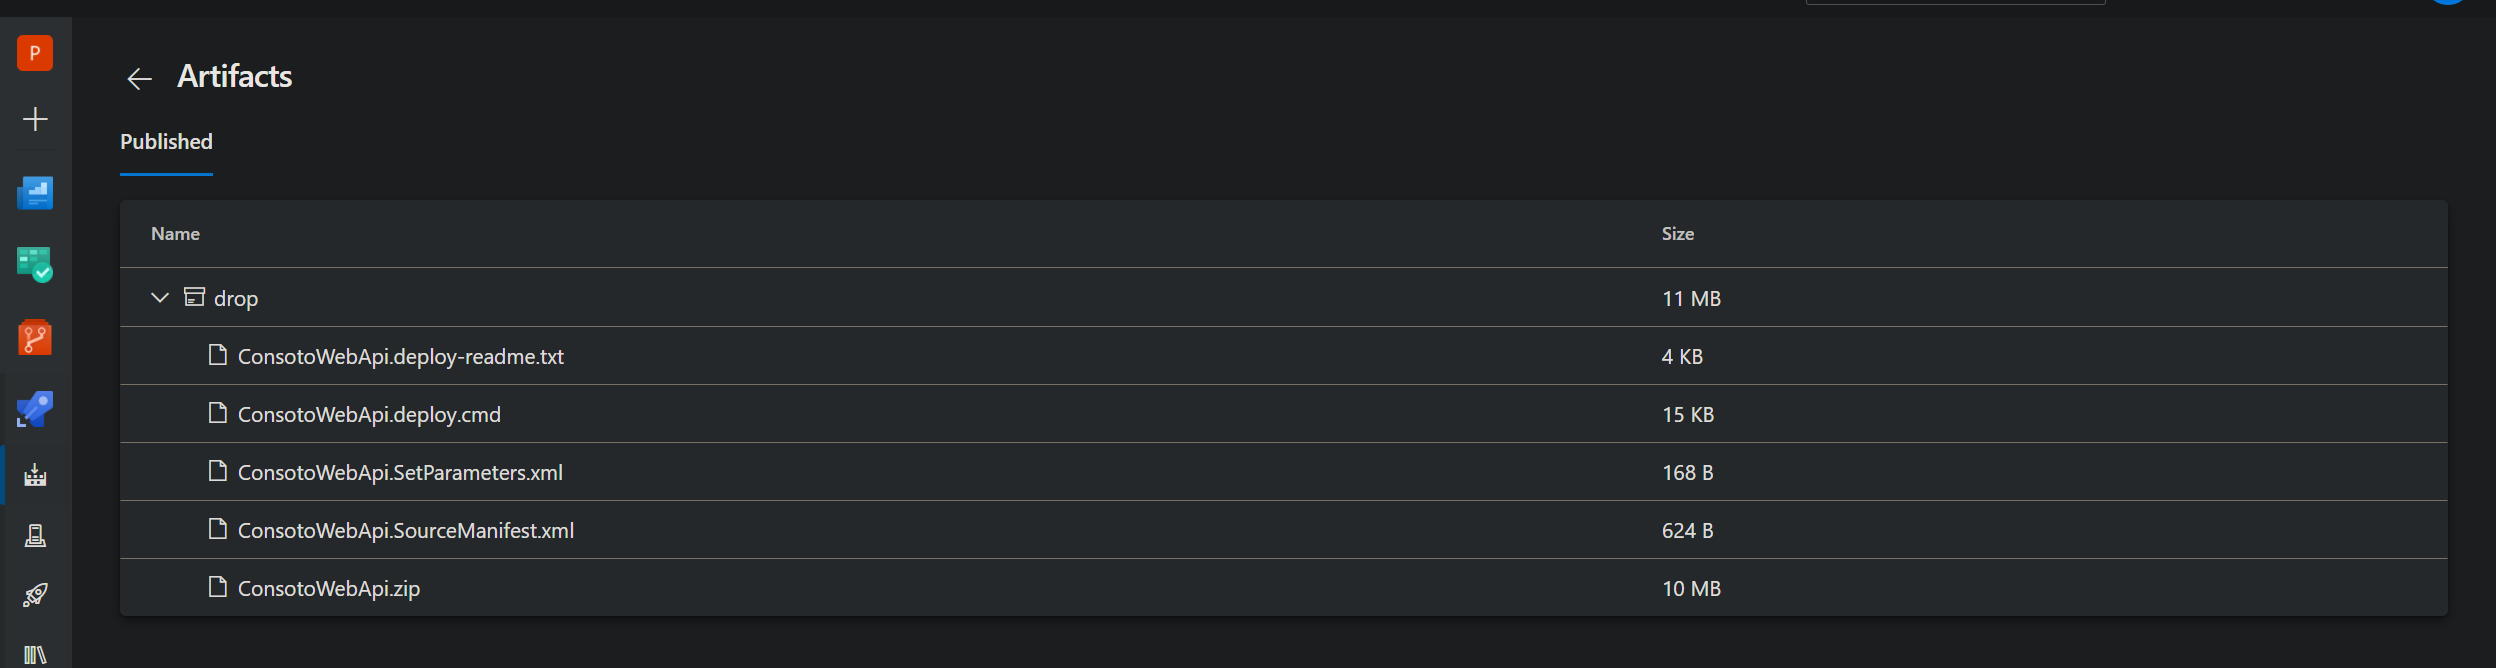 P
Artifacts
Published
Name Size
drop 11 MB
ConsotoWebApi.deploy-readme.txt 4 KB
ConsotoWebApi.deploy.cmd 15 KB
ConsotoWebApi.SetParameters.xml 168 B
ConsotoWebApi.SourceManifest.xml 624 B
ConsotoWebApi.zip 10 MB